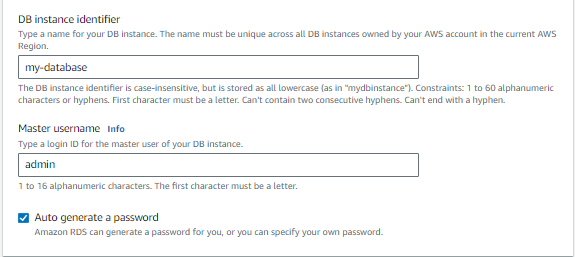 DB instance identifier
Type a name for your DB instance. The name must be unique across all DB instances owned by your AWS account in the current AWS
Region.
my-database
The DB instance identifier is case-insensitive, but is stored as all lowercase (as in "mydbinstance"). Constraints: 1 to 60 alphanumeric
characters or hyphens. First character must be a letter. Can't contain two consecutive hyphens. Can't end with a hyphen.
Master username Info
Type a login ID for the master user of your DB instance.
admin
1 to 16 alphanumeric characters. The first character must be a letter.
Auto generate a password
Amazon RDS can generate a password for you, or you can specify your own password.